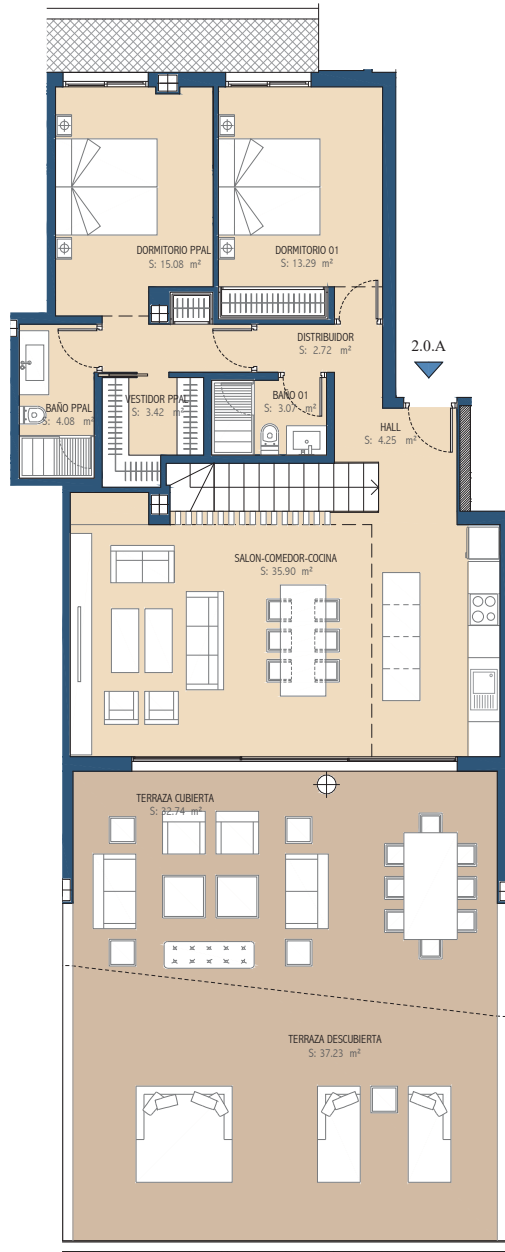 DORMITORIO PPAL
S: 15.08 m²
DORMITORIO 01
S: 13.29 m²
DISTRIBUIDOR
S: 2.72 m²
2.0.A
BAÑO PPAL
S: 4.08 m²
VESTIDOR PPAL
S: 3.42 m²
BAÑO 01
S: 3.07 m²
HALL
S: 4.25 m²
SALON-COMEDOR-COCINA
S: 35.90 m²
TERRAZA CUBIERTA
S: 32.74 m²
TERRAZA DESCUBIERTA
S: 37.23 m²